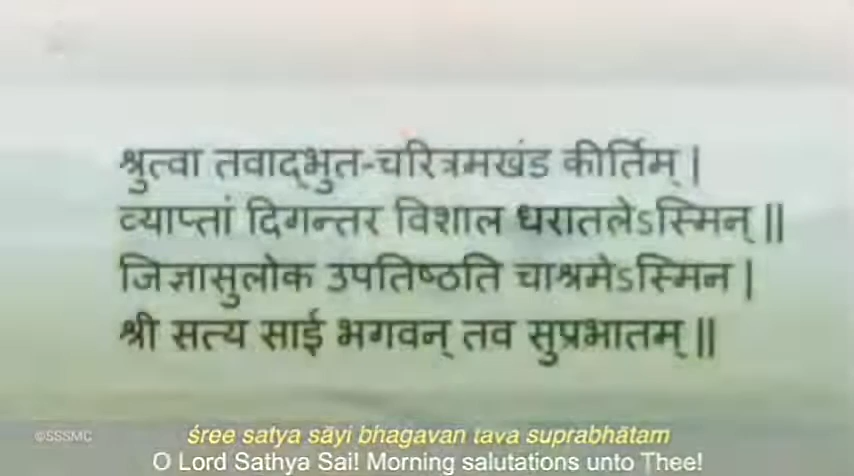 श्रुत्वा तवाद्भुत-चरित्रमखंड कीर्तिम् |
व्याप्तां दिगन्तर विशाल धरातलेऽस्मिन् ||
जिज्ञासुलोक उपतिष्ठति चाश्रमेऽस्मिन |
श्री सत्य साई भगवन् तव सुप्रभातम् ||
©SSSMC
śree satya sāyi bhagavan tava suprabhātam
O Lord Sathya Sai! Morning salutations unto Thee!